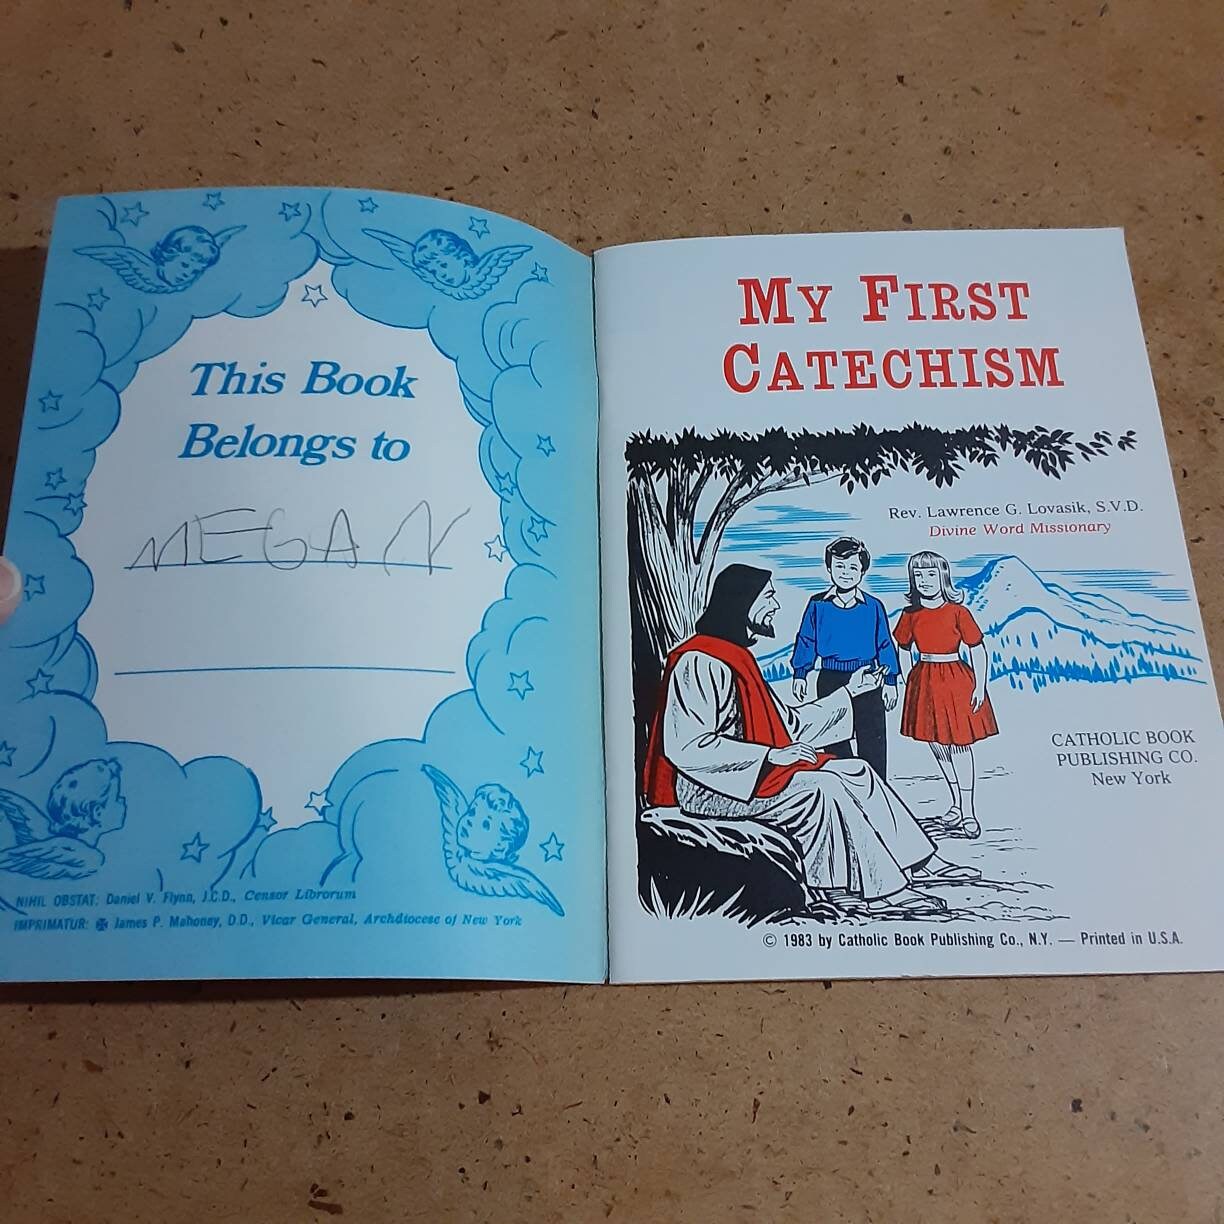 This Book
Belongs to
MEGAN
NIHIL OBSTAT: Daniel V. Flynn, J.C.D., Censor Librorum
IMPRIMATUR: ✠ James P. Mahoney, D.D., Vicar General, Archdiocese of New York
MY FIRST
CATECHISM
Rev. Lawrence G. Lovasik, S.V.D.
Divine Word Missionary
CATHOLIC BOOK
PUBLISHING CO.
New York
© 1983 by Catholic Book Publishing Co., N.Y. — Printed in U.S.A.